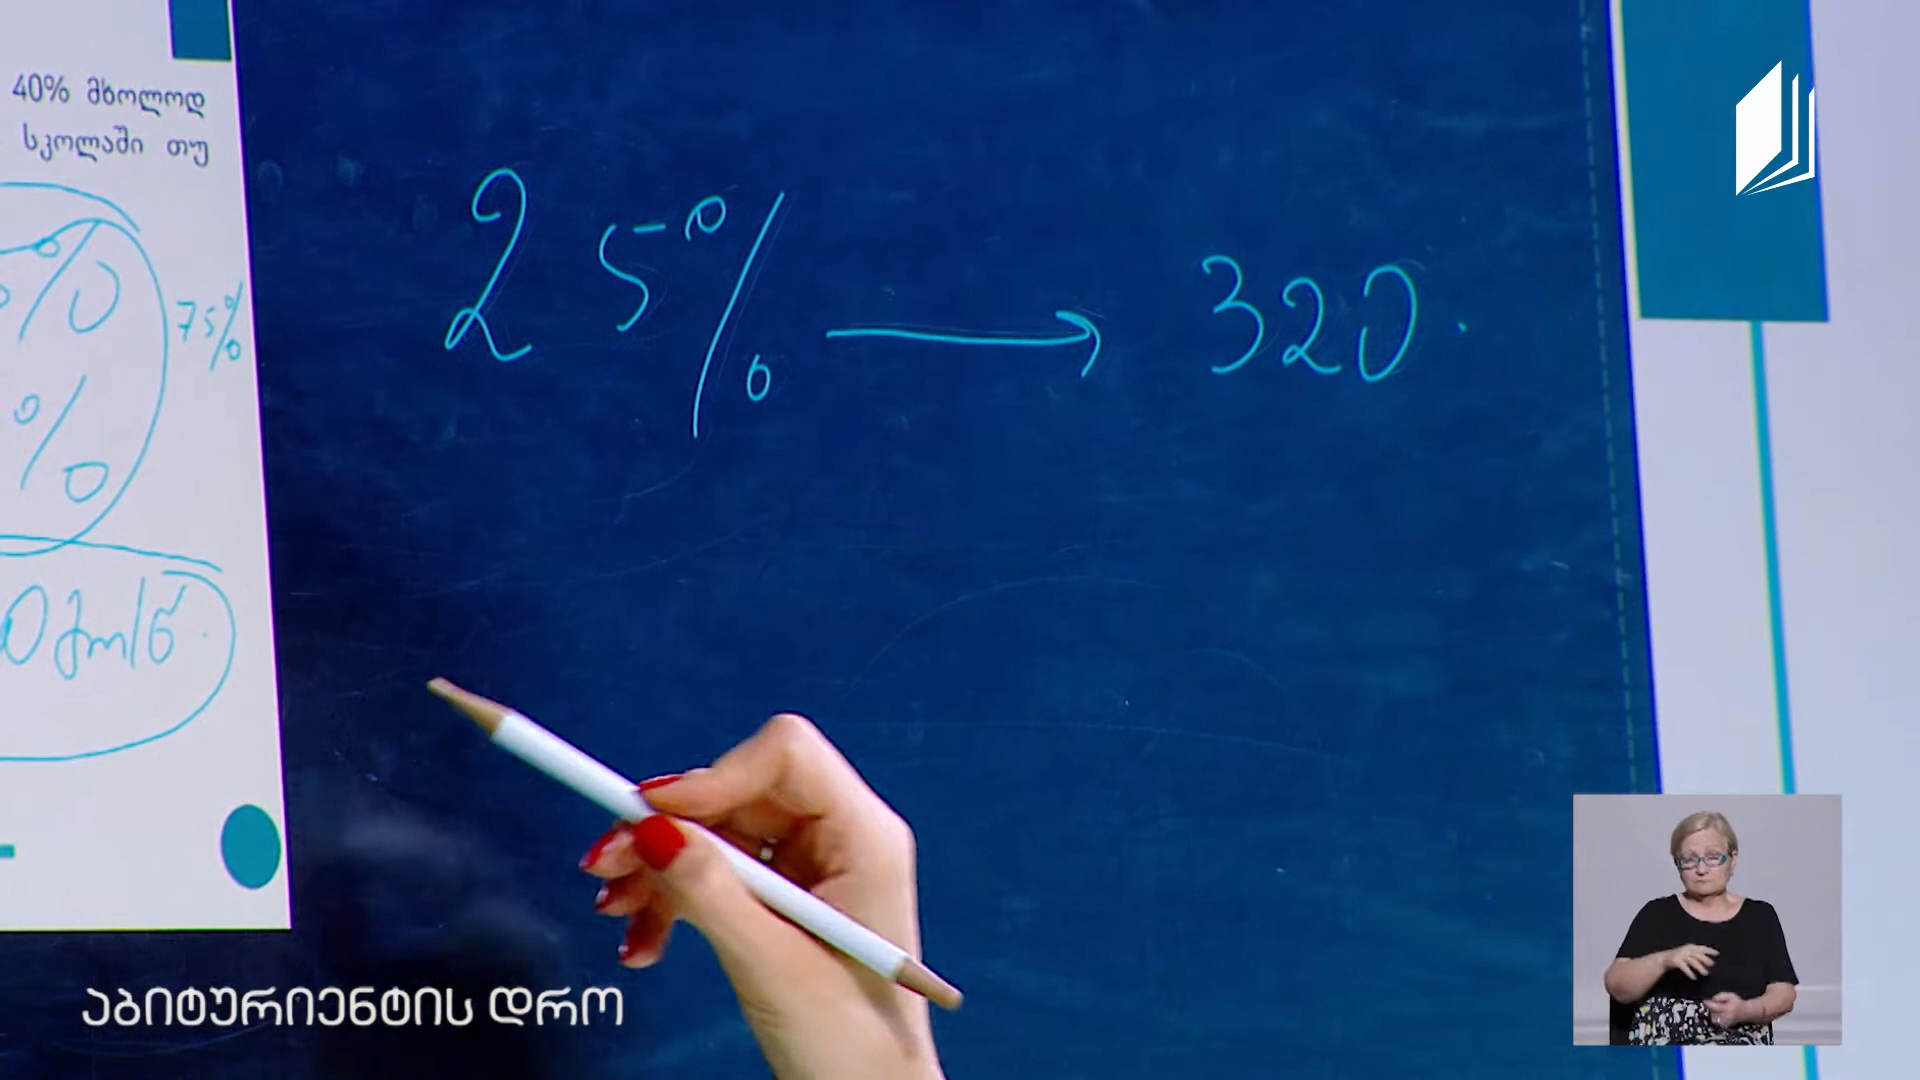 40% მხოლოდ
სკოლაში თუ
25% → 320.
75%
%
აბიტურიენტის დრო